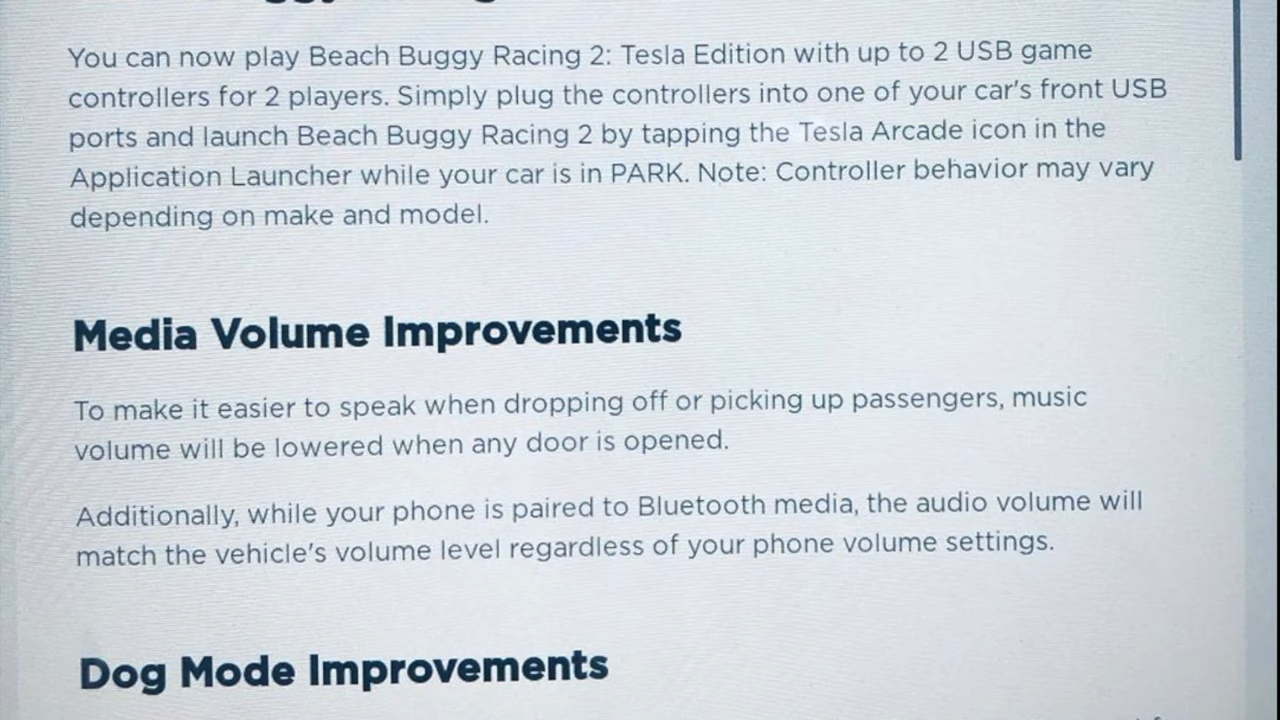 You can now play Beach Buggy Racing 2: Tesla Edition with up to 2 USB game
controllers for 2 players. Simply plug the controllers into one of your car's front USB
ports and launch Beach Buggy Racing 2 by tapping the Tesla Arcade icon in the
Application Launcher while your car is in PARK. Note: Controller behavior may vary
depending on make and model.
Media Volume Improvements
To make it easier to speak when dropping off or picking up passengers, music
volume will be lowered when any door is opened.
Additionally, while your phone is paired to Bluetooth media, the audio volume will
match the vehicle's volume level regardless of your phone volume settings.
Dog Mode Improvements